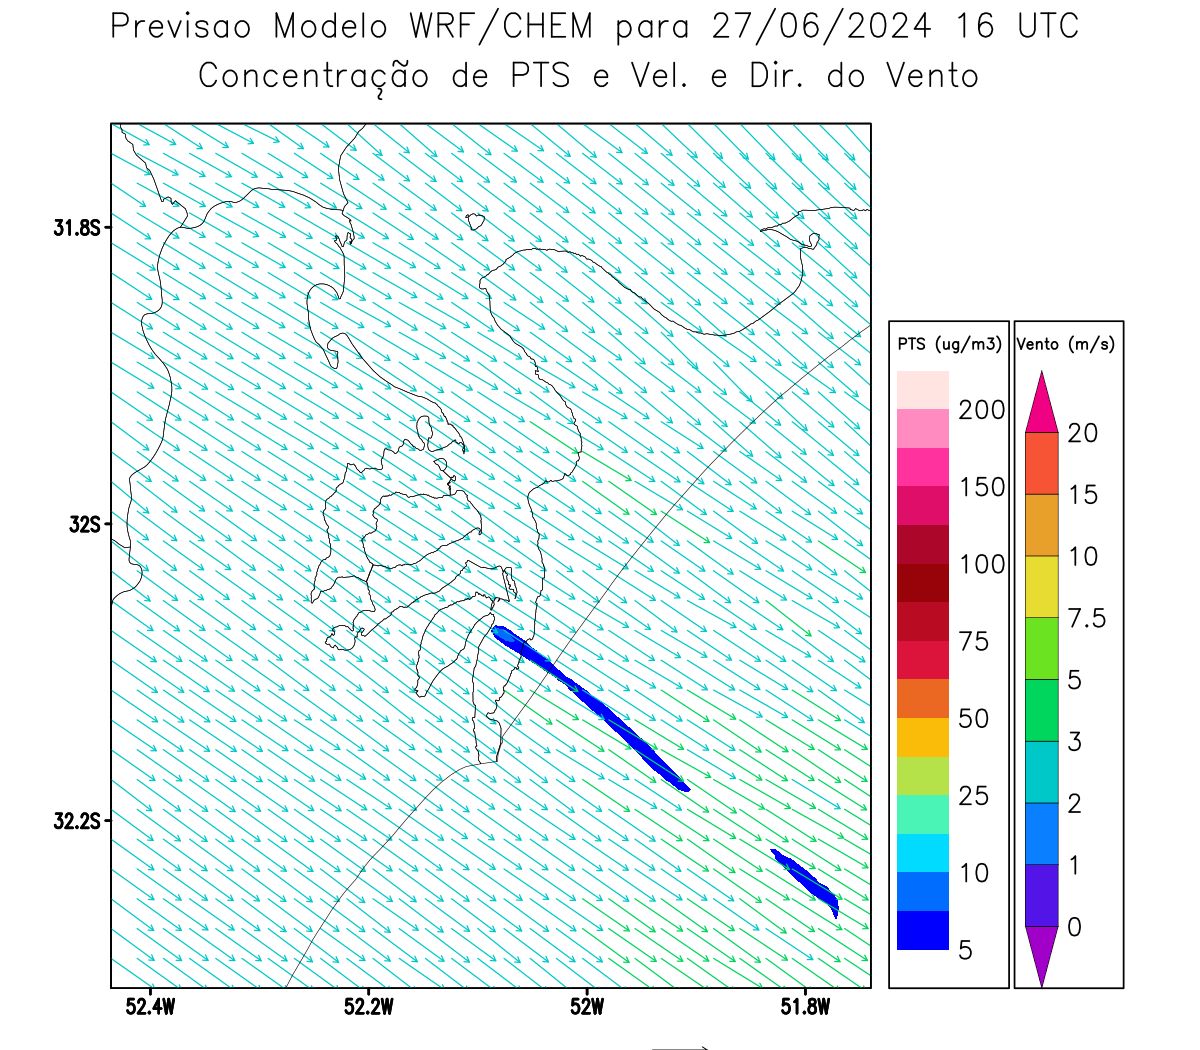 Previsao Modelo WRF/CHEM para 27/06/2024 16 UTC
Concentração de PTS e Vel. e Dir. do Vento
31.8S
32S
32.2S
52.4W
52.2W
52W
51.8W
PTS (ug/m3)
200
150
100
75
50
25
10
5
Vento (m/s)
20
15
10
7.5
5
3
2
1
0